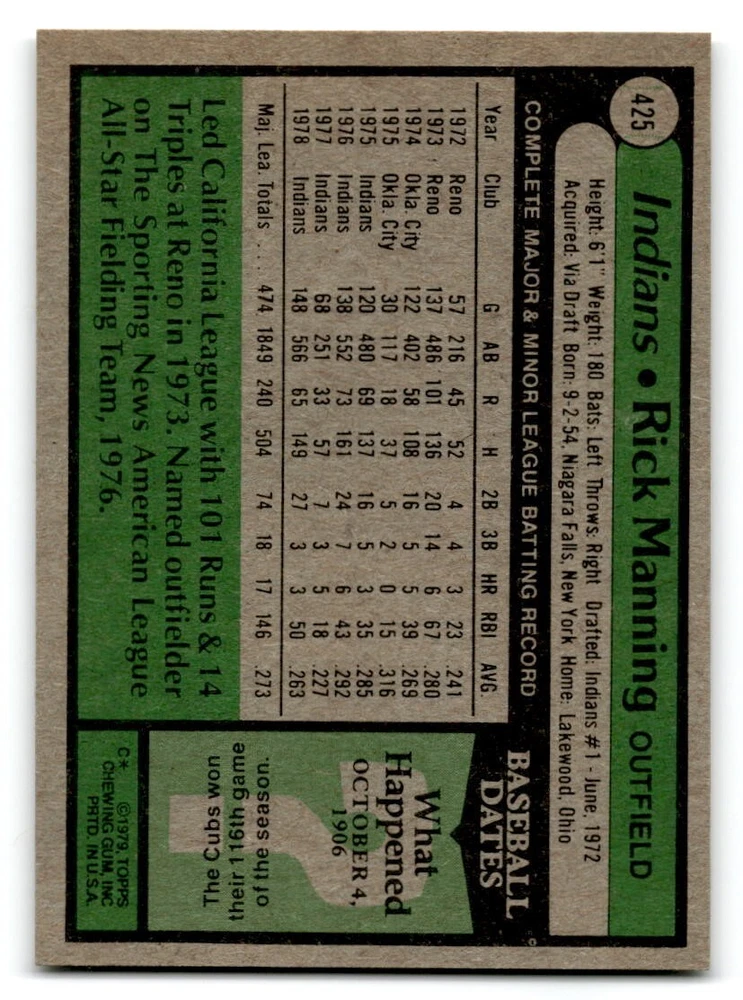 425
Indians • Rick Manning OUTFIELD
Height: 6'1" Weight: 180 Bats: Left Throws: Right Drafted: Indians #1 - June, 1972
Acquired: Via Draft Born: 9-2-54, Niagara Falls, New York Home: Lakewood, Ohio
COMPLETE MAJOR & MINOR LEAGUE BATTING RECORD
Year Club G AB R H 2B 3B HR RBI AVG.
1972 Reno 57 216 45 52 4 4 3 23 .241
1973 Reno 137 486 101 136 20 14 6 67 .280
1974 Okla. City 122 402 58 108 16 5 5 39 .269
1975 Okla. City 30 117 18 37 5 2 0 15 .316
1975 Indians 120 480 69 137 16 5 3 35 .285
1976 Indians 138 552 73 161 24 7 6 43 .292
1977 Indians 68 251 33 57 7 3 5 18 .227
1978 Indians 148 566 65 149 27 3 3 50 .263
Maj. Lea. Totals . . . 474 1849 240 504 74 18 17 146 .273
Led California League with 101 Runs & 14
Triples at Reno in 1973. Named outfielder
on The Sporting News American League
All-Star Fielding Team, 1976.
BASEBALL
DATES
What
Happened
OCTOBER 4,
1906
The Cubs won
their 116th game
of the season.
C* ©1979, TOPPS
CHEWING GUM, INC
PRTD. IN U.S.A.